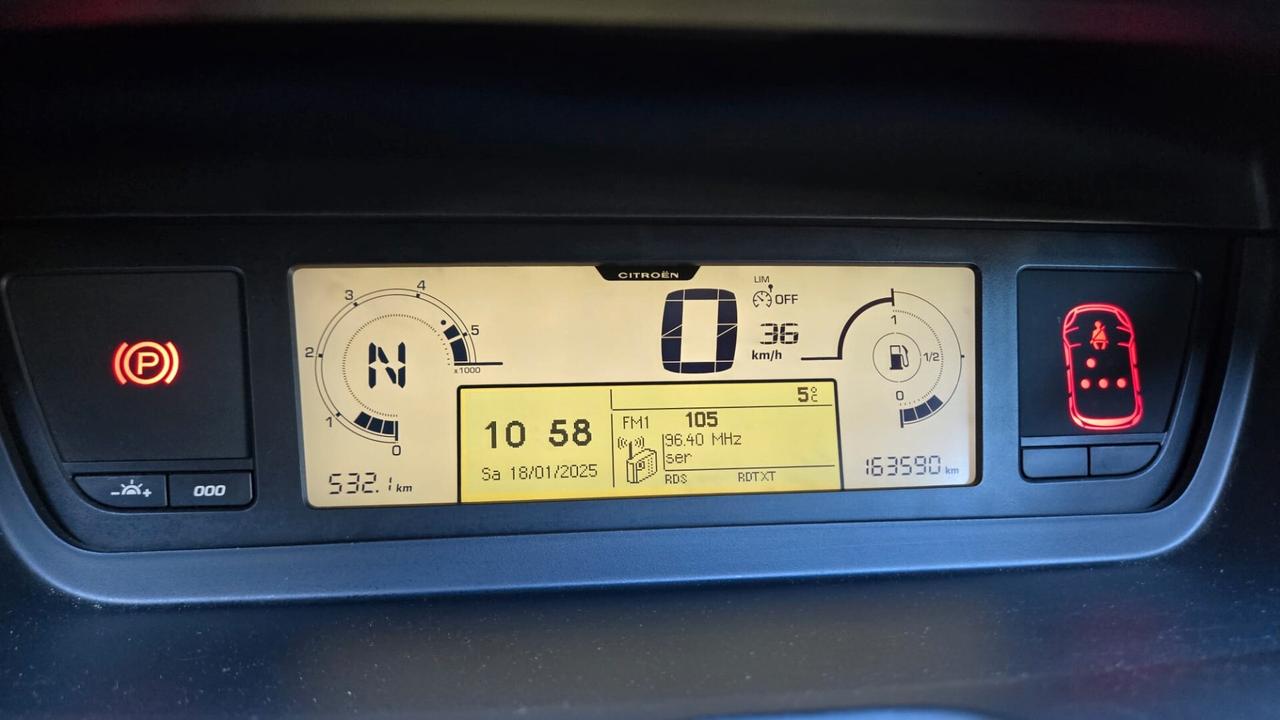 CITROËN
4
3
5
2
x1000
1
0
N
532.1 km
P
000
0
LIM
OFF
36
km/h
10 58
Sa 18/01/2025
5°C
FM1 105
96.40 MHz
ser
RDS RDTXT
1
1/2
0
163590 km